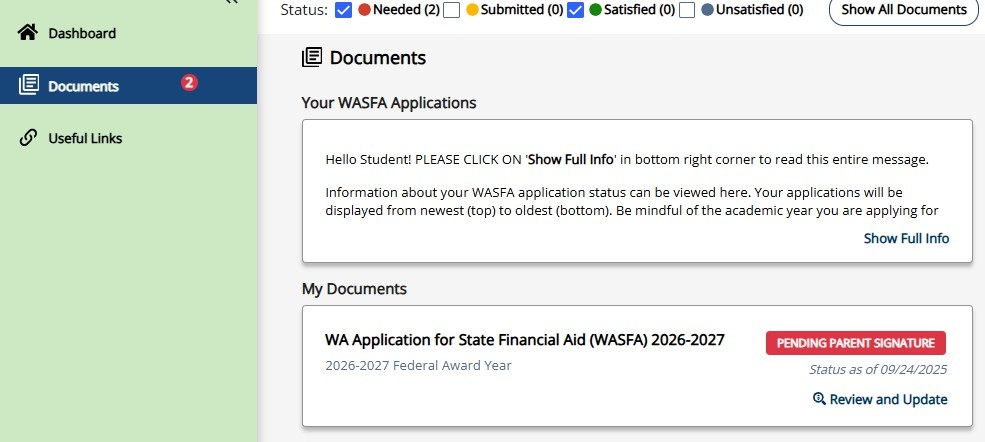 Status: Needed (2) Submitted (0) Satisfied (0) Unsatisfied (0) Show All Documents
Dashboard
Documents 2
Useful Links
Documents
Your WASFA Applications
Hello Student! PLEASE CLICK ON 'Show Full Info' in bottom right corner to read this entire message.
Information about your WASFA application status can be viewed here. Your applications will be
displayed from newest (top) to oldest (bottom). Be mindful of the academic year you are applying for
Show Full Info
My Documents
WA Application for State Financial Aid (WASFA) 2026-2027
PENDING PARENT SIGNATURE
2026-2027 Federal Award Year
Status as of 09/24/2025
Review and Update